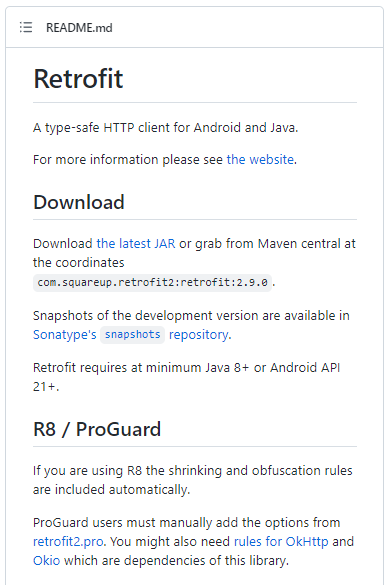 README.md
Retrofit
A type-safe HTTP client for Android and Java.
For more information please see the website.
Download
Download the latest JAR or grab from Maven central at
the coordinates
com.squareup.retrofit2:retrofit:2.9.0.
Snapshots of the development version are available in
Sonatype's snapshots repository.
Retrofit requires at minimum Java 8+ or Android API
21+.
R8 / ProGuard
If you are using R8 the shrinking and obfuscation rules
are included automatically.
ProGuard users must manually add the options from
retrofit2.pro. You might also need rules for OkHttp and
Okio which are dependencies of this library.